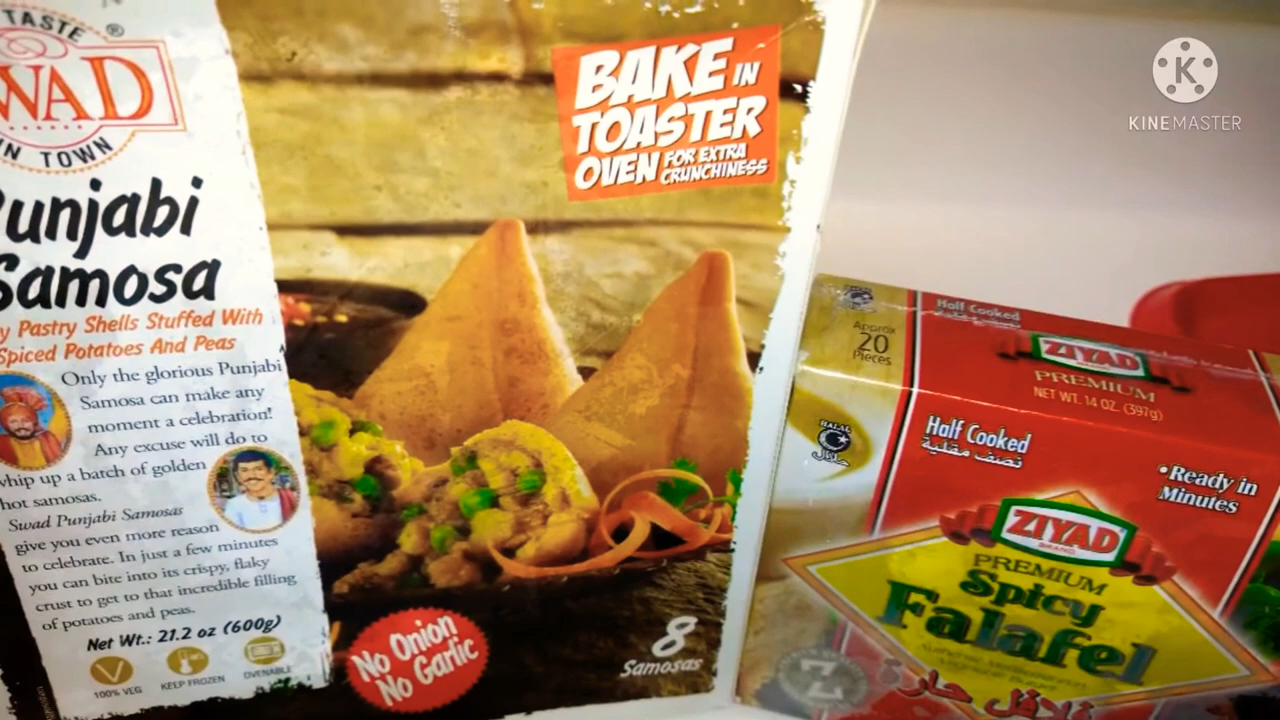 TASTE ®
WAD
IN TOWN
Punjabi
Samosa
y Pastry Shells Stuffed With
Spiced Potatoes And Peas
Only the glorious Punjabi
Samosa can make any
moment a celebration!
Any excuse will do to
whip up a batch of golden
hot samosas.
Swad Punjabi Samosas
give you even more reason
to celebrate. In just a few minutes
you can bite into its crispy, flaky
crust to get to that incredible filling
of potatoes and peas.
Net Wt.: 21.2 oz (600g)
100% VEG
KEEP FROZEN
OVENABLE
BAKE IN
TOASTER
OVEN FOR EXTRA
CRUNCHINESS
No Onion
No Garlic
8
Samosas
KINEMASTER
Approx
20
Pieces
HALAL
حلال
Half Cooked
نصف مقلية
ZIYAD
PREMIUM
NET WT. 14 OZ. (397g)
Half Cooked
نصف مقلية
•Ready in
Minutes
ZIYAD
BRAND
PREMIUM
Spicy
Falafel
فلافل حار